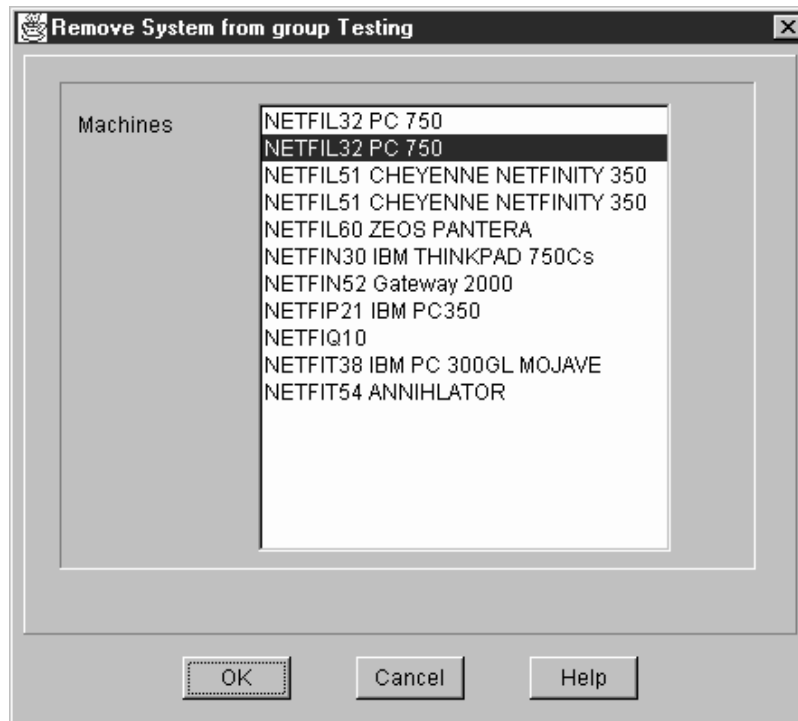 Remove System from group Testing
Machines
NETFIL32 PC 750
NETFIL32 PC 750
NETFIL51 CHEYENNE NETFINITY 350
NETFIL51 CHEYENNE NETFINITY 350
NETFIL60 ZEOS PANTERA
NETFIN30 IBM THINKPAD 750Cs
NETFIN52 Gateway 2000
NETFIP21 IBM PC350
NETFIQ10
NETFIT38 IBM PC 300GL MOJAVE
NETFIT54 ANNIHLATOR
OK Cancel Help